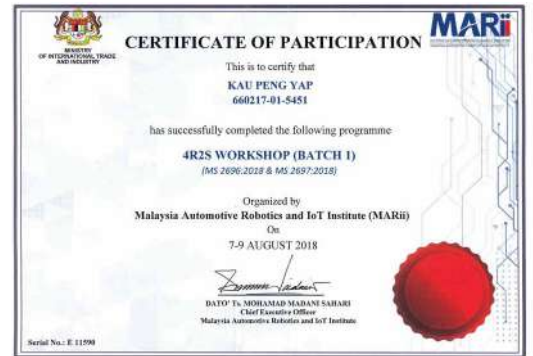 MINISTRY
OF INTERNATIONAL TRADE
AND INDUSTRY
MARii
CERTIFICATE OF PARTICIPATION
This is to certify that
KAU PENG YAP
660217-01-5451
has successfully completed the following programme
4R2S WORKSHOP (BATCH 1)
(MS 2696:2018 & MS 2697:2018)
Organized by
Malaysia Automotive Robotics and IoT Institute (MARii)
On
7-9 AUGUST 2018
DATO' Ts. MOHAMAD MADANI SAHARI
Chief Executive Officer
Malaysia Automotive Robotics and IoT Institute
Serial No.: E 11590